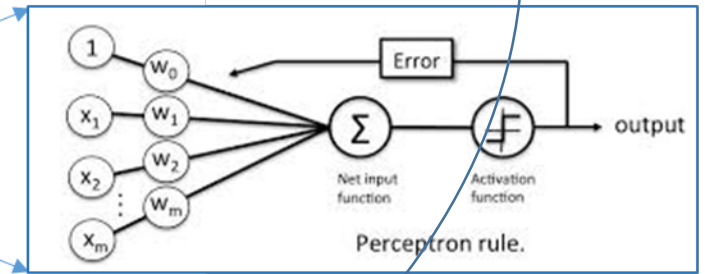 1
w0
Error
x1
w1
Σ
output
x2
w2
Net input
function
Activation
function
wm
xm
Perceptron rule.